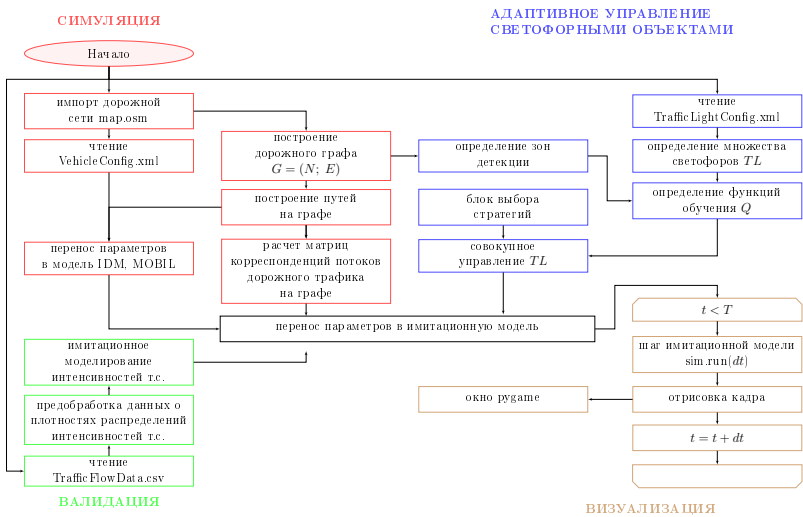 СИМУЛЯЦИЯ
АДАПТИВНОЕ УПРАВЛЕНИЕ
СВЕТОФОРНЫМИ ОБЪЕКТАМИ
Начало
импорт дорожной
сети map.osm
чтение
VehicleConfig.xml
построение
дорожного графа
G = (N; E)
построение путей
на графе
перенос параметров
в модель IDM, MOBIL
расчет матриц
корреспонденций потоков
дорожного трафика
на графе
определение зон
детекции
блок выбора
стратегий
совокупное
управление TL
чтение
TrafficLightConfig.xml
определение множества
светофоров TL
определение функций
обучения Q
перенос параметров в имитационную модель
имитационное
моделирование
интенсивностей т.с.
предобработка данных о
плотностях распределений
интенсивностей т.с.
чтение
TrafficFlowData.csv
ВАЛИДАЦИЯ
t < T
шаг имитационной модели
sim.run(dt)
окно pygame
отрисовка кадра
t = t + dt
ВИЗУАЛИЗАЦИЯ